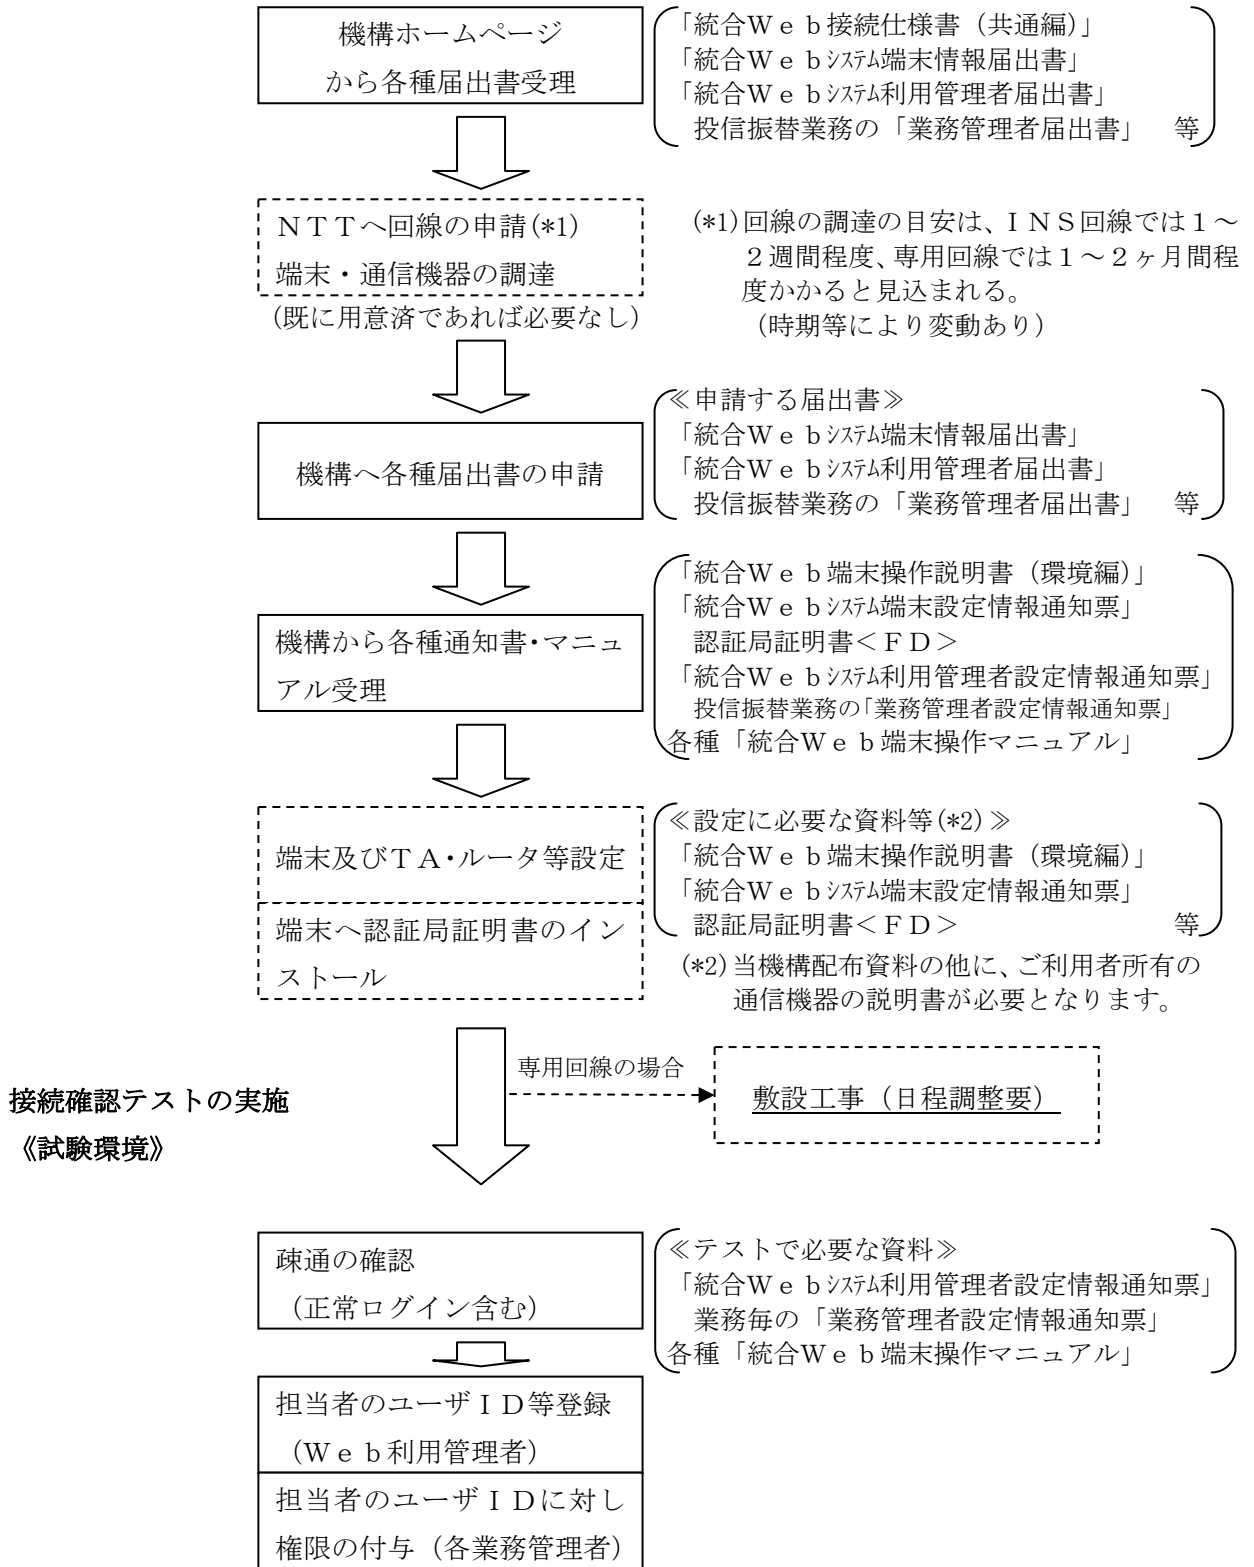 機構ホームページ
から各種届出書受理
「統合Ｗｅｂ接続仕様書（共通編）」
「統合Ｗｅｂｼｽﾃﾑ端末情報届出書」
「統合Ｗｅｂｼｽﾃﾑ利用管理者届出書」
投信振替業務の「業務管理者届出書」　等
ＮＴＴへ回線の申請(*1)
端末・通信機器の調達
（既に用意済であれば必要なし）
(*1)回線の調達の目安は、ＩＮＳ回線では１～
２週間程度、専用回線では１～２ヶ月間程
度かかると見込まれる。
（時期等により変動あり）
機構へ各種届出書の申請
≪申請する届出書≫
「統合Ｗｅｂｼｽﾃﾑ端末情報届出書」
「統合Ｗｅｂｼｽﾃﾑ利用管理者届出書」
投信振替業務の「業務管理者届出書」　等
機構から各種通知書・マニュ
アル受理
「統合Ｗｅｂ端末操作説明書（環境編）」
「統合Ｗｅｂｼｽﾃﾑ端末設定情報通知票」
認証局証明書＜ＦＤ＞
「統合Ｗｅｂｼｽﾃﾑ利用管理者設定情報通知票」
投信振替業務の「業務管理者設定情報通知票」
各種「統合Ｗｅｂ端末操作マニュアル」
端末及びＴＡ・ルータ等設定
端末へ認証局証明書のイン
ストール
≪設定に必要な資料等(*2)≫
「統合Ｗｅｂ端末操作説明書（環境編）」
「統合Ｗｅｂｼｽﾃﾑ端末設定情報通知票」
認証局証明書＜ＦＤ＞　等
(*2)当機構配布資料の他に、ご利用者所有の
通信機器の説明書が必要となります。
専用回線の場合
敷設工事（日程調整要）
接続確認テストの実施
《試験環境》
疎通の確認
（正常ログイン含む）
≪テストで必要な資料≫
「統合Ｗｅｂｼｽﾃﾑ利用管理者設定情報通知票」
業務毎の「業務管理者設定情報通知票」
各種「統合Ｗｅｂ端末操作マニュアル」
担当者のユーザＩＤ等登録
（Ｗｅｂ利用管理者）
担当者のユーザＩＤに対し
権限の付与（各業務管理者）